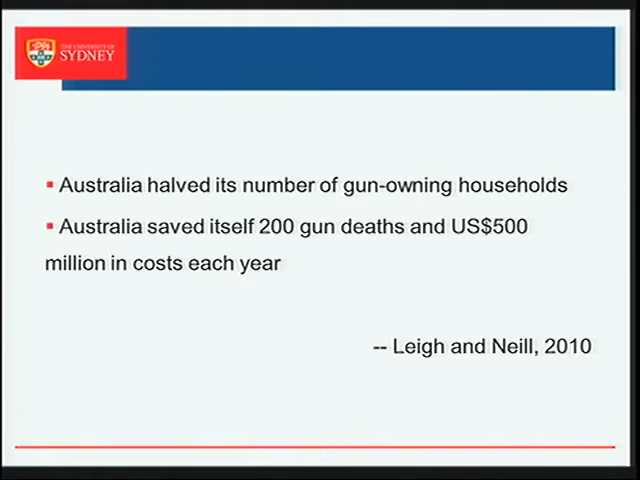 THE UNIVERSITY OF
SYDNEY
▪ Australia halved its number of gun-owning households
▪ Australia saved itself 200 gun deaths and US$500
million in costs each year
-- Leigh and Neill, 2010